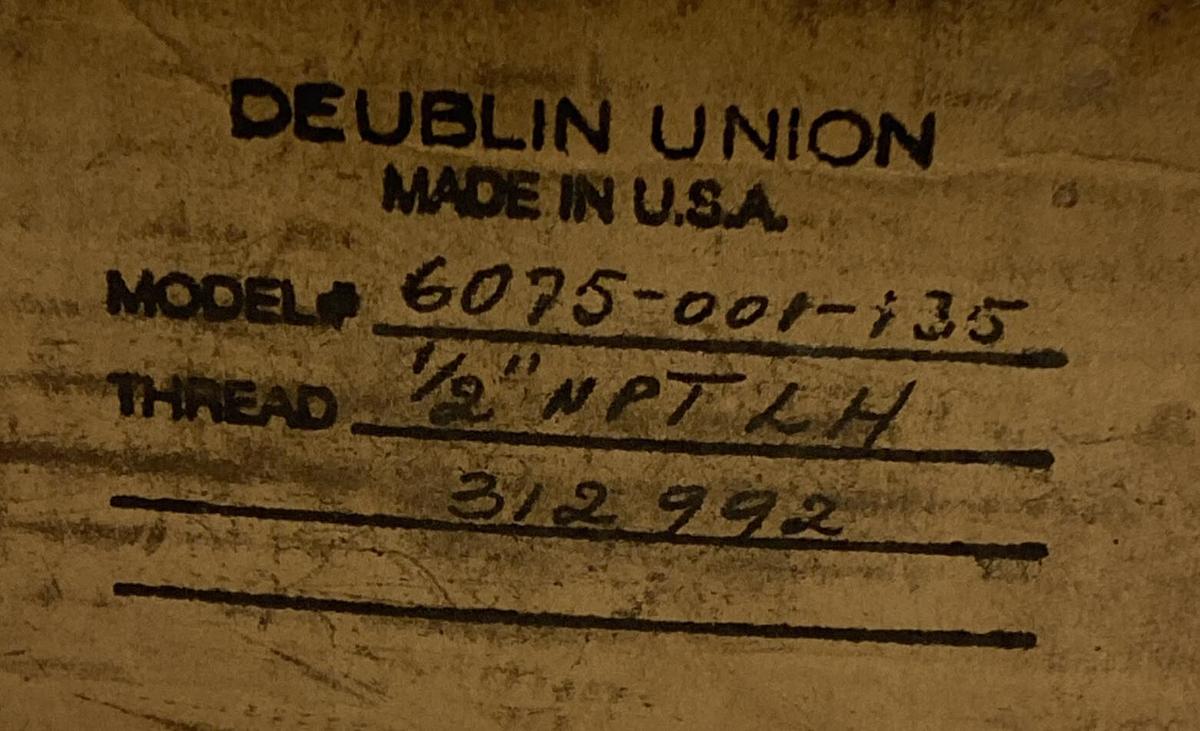 DEUBLIN UNION
MADE IN U.S.A.
MODEL# 6075-001-135
THREAD 1/2" NPT LH
312992